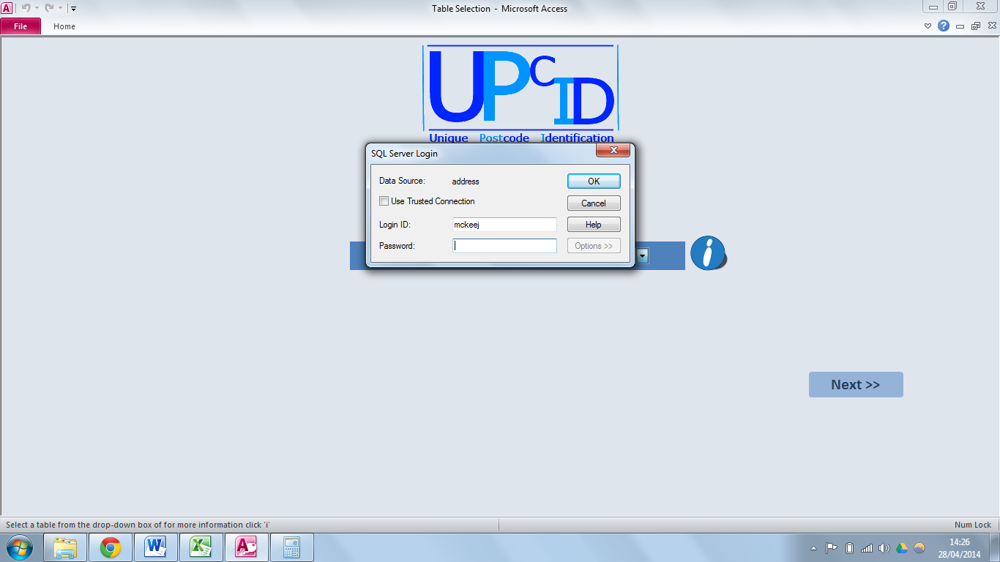 Table Selection - Microsoft Access
File Home
UPCID
Unique Postcode Identification
SQL Server Login
Data Source: address
OK
Use Trusted Connection
Cancel
Login ID: mckeej
Help
Password:
Options >>
i
Next >>
Select a table from the drop-down box of for more information click 'i'
Num Lock
14:26
28/04/2014